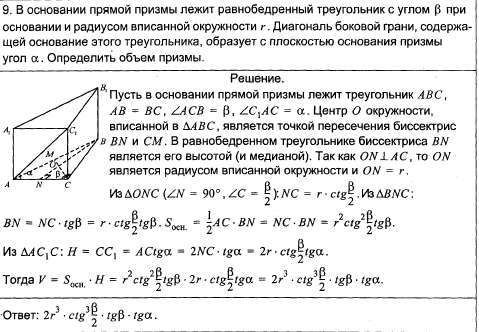 9. В основании прямой призмы лежит равнобедренный треугольник с углом β при
основании и радиусом вписанной окружности r. Диагональ боковой грани, содержа-
щей основание этого треугольника, образует с плоскостью основания призмы
угол α. Определить объем призмы.
Решение.
Пусть в основании прямой призмы лежит треугольник ABC,
AB = BC, ∠ACB = β, ∠C₁AC = α. Центр O окружности,
вписанной в ΔABC, является точкой пересечения биссектрис
BN и CM. В равнобедренном треугольнике биссектриса BN
является его высотой (и медианой). Так как ON⊥AC, то ON
является радиусом вписанной окружности и ON = r.
Из ΔONC (∠N = 90°, ∠C = β/2): NC = r · ctg β/2. Из ΔBNC:
B₁
A₁
C₁
M
B
O
α
β
A
N
C
BN = NC · tgβ = r · ctg β/2 tgβ. Sосн. = 1/2 AC · BN = NC · BN = r² ctg² β/2 tgβ.
Из ΔAC₁C: H = CC₁ = ACtgα = 2NC · tgα = 2r · ctg β/2 tgα.
Тогда V = Sосн. · H = r² ctg² β/2 tgβ · 2r · ctg β/2 tgα = 2r³ · ctg³ β/2 · tgβ · tgα.
Ответ: 2r³ · ctg³ β/2 · tgβ · tgα.